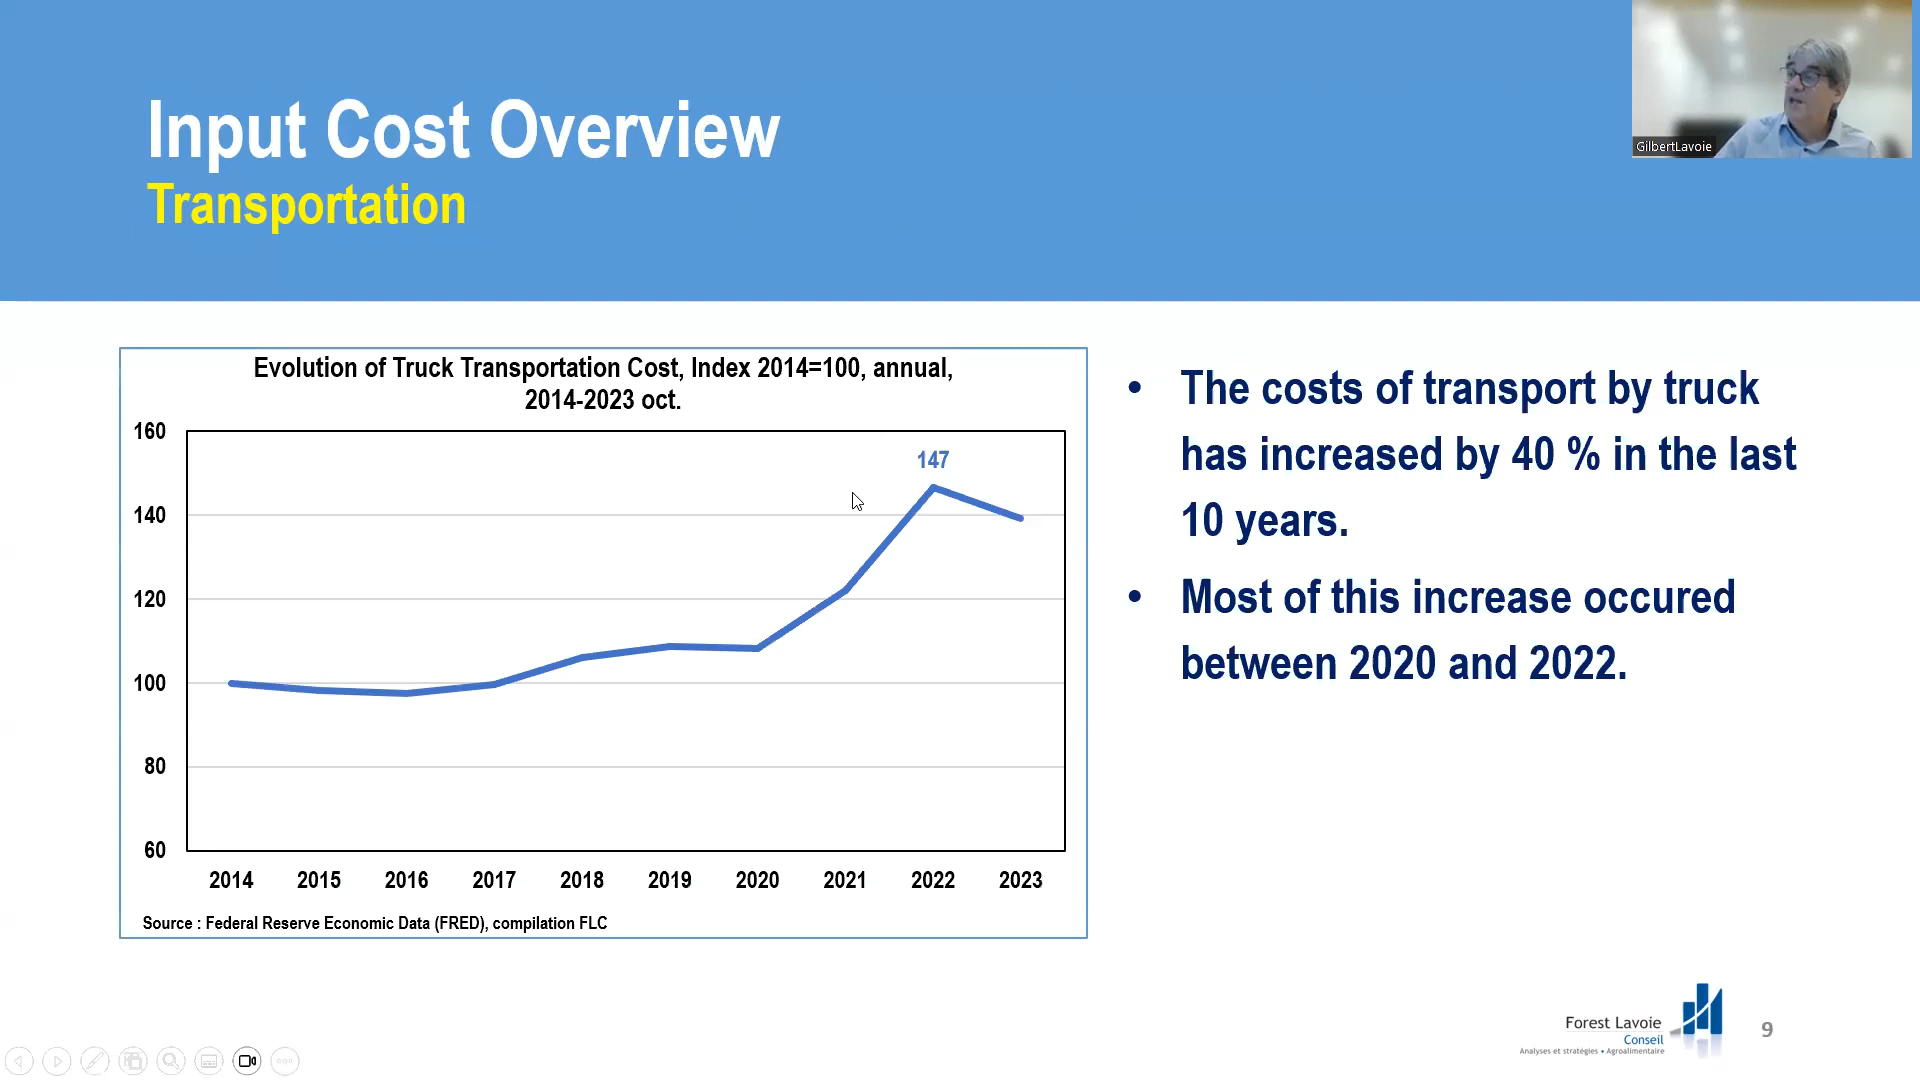 Input Cost Overview
Transportation
GilbertLavoie
Evolution of Truck Transportation Cost, Index 2014=100, annual,
2014-2023 oct.
160
140
120
100
80
60
147
2014 2015 2016 2017 2018 2019 2020 2021 2022 2023
Source : Federal Reserve Economic Data (FRED), compilation FLC
• The costs of transport by truck
has increased by 40 % in the last
10 years.
• Most of this increase occured
between 2020 and 2022.
Forest Lavoie
Conseil
Analyses et stratégies • Agroalimentaire
9